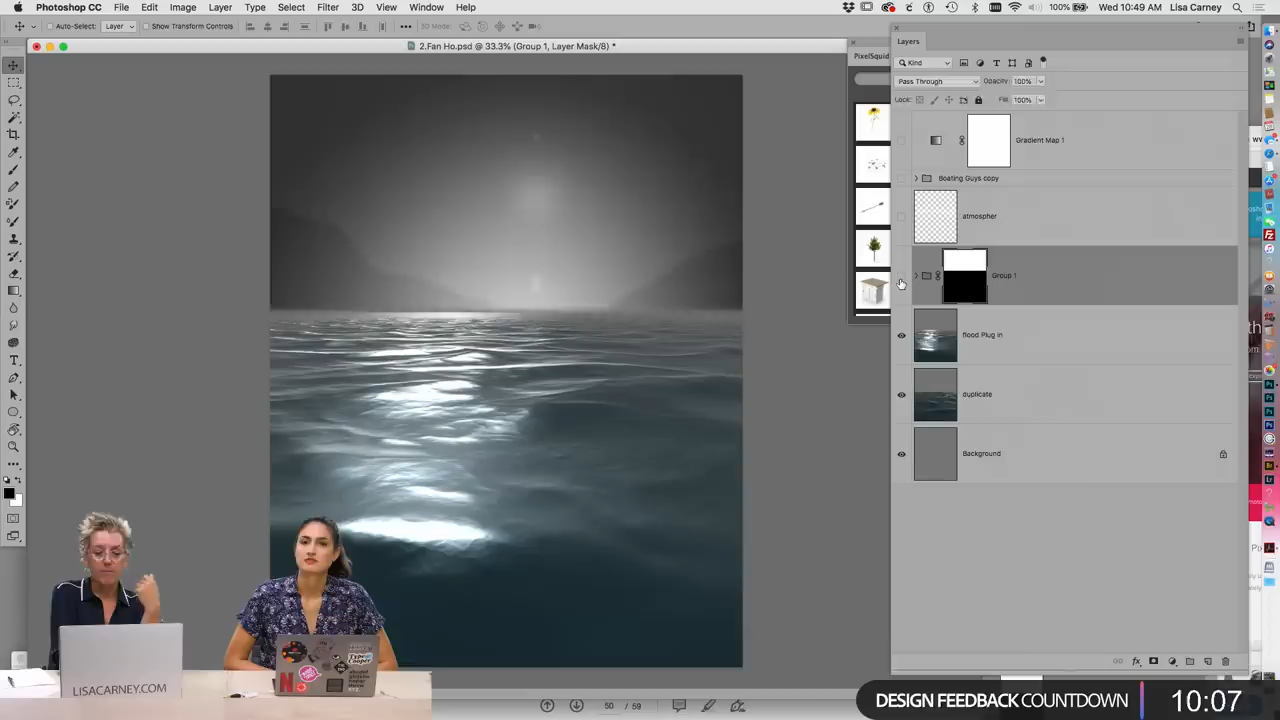 Photoshop CC File Edit Image Layer Type Select Filter 3D View Window Help
100% Wed 10:49 AM Lisa Carney
Auto-Select: Layer Show Transform Controls 3D Mode:
2.Fan Ho.psd @ 33.3% (Group 1, Layer Mask/8) *
PixelSquid
Layers
Kind
Pass Through Opacity: 100%
Lock: Fill: 100%
Gradient Map 1
Boating Guys copy
atmospher
Group 1
flood Plug in
duplicate
Background
LISACARNEY.COM
50 / 59
DESIGN FEEDBACK COUNTDOWN 10:07